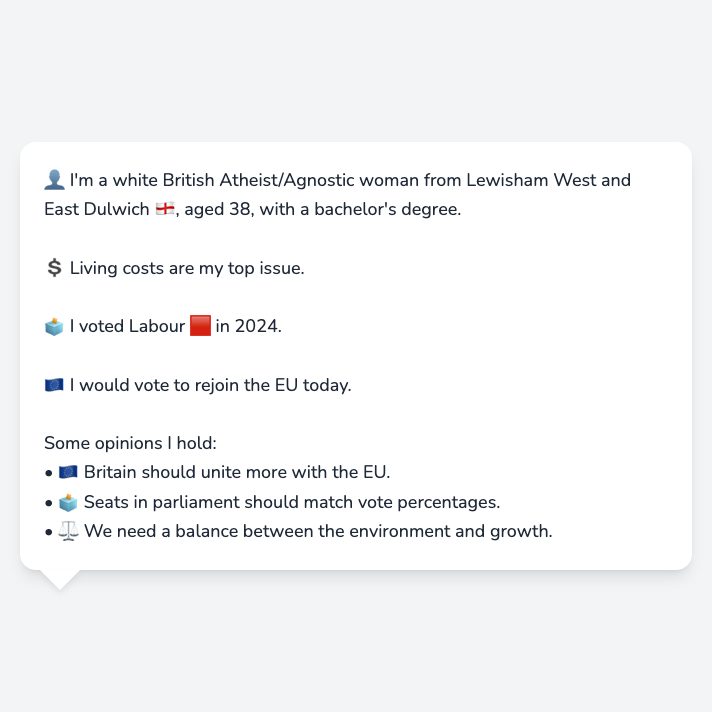 👤 I'm a white British Atheist/Agnostic woman from Lewisham West and
East Dulwich 🏴󠁧󠁢󠁥󠁮󠁧󠁿, aged 38, with a bachelor's degree.
💲 Living costs are my top issue.
🗳️ I voted Labour 🟥 in 2024.
🇪🇺 I would vote to rejoin the EU today.
Some opinions I hold:
• 🇪🇺 Britain should unite more with the EU.
• 🗳️ Seats in parliament should match vote percentages.
• ⚖️ We need a balance between the environment and growth.